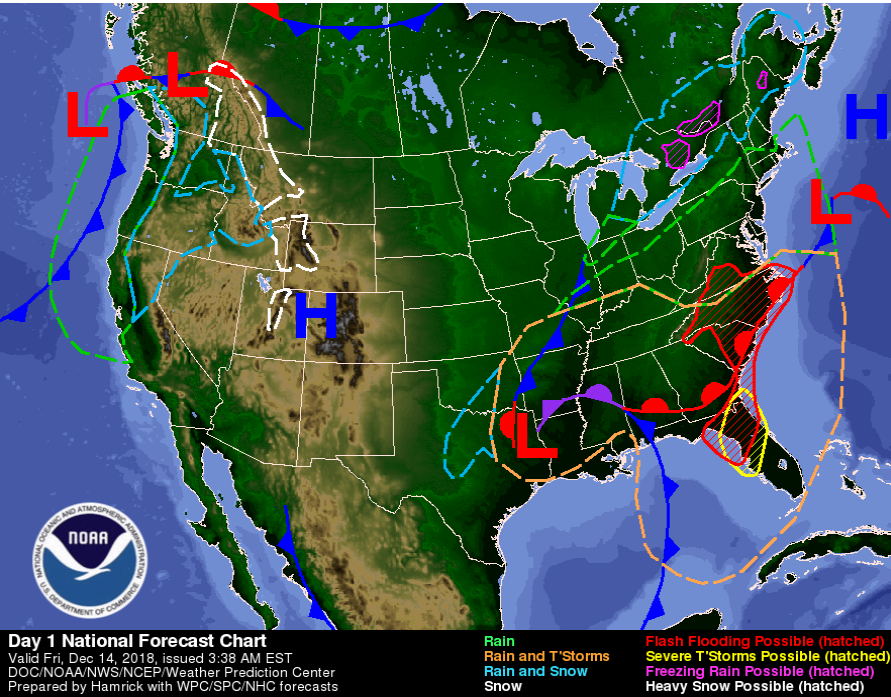 L
L
H
L
H
L
NOAA
NATIONAL OCEANIC AND ATMOSPHERIC ADMINISTRATION
U.S. DEPARTMENT OF COMMERCE
Day 1 National Forecast Chart
Valid Fri, Dec 14, 2018, issued 3:38 AM EST
DOC/NOAA/NWS/NCEP/Weather Prediction Center
Prepared by Hamrick with WPC/SPC/NHC forecasts
Rain
Rain and T'Storms
Rain and Snow
Snow
Flash Flooding Possible (hatched)
Severe T'Storms Possible (hatched)
Freezing Rain Possible (hatched)
Heavy Snow Possible (hatched)